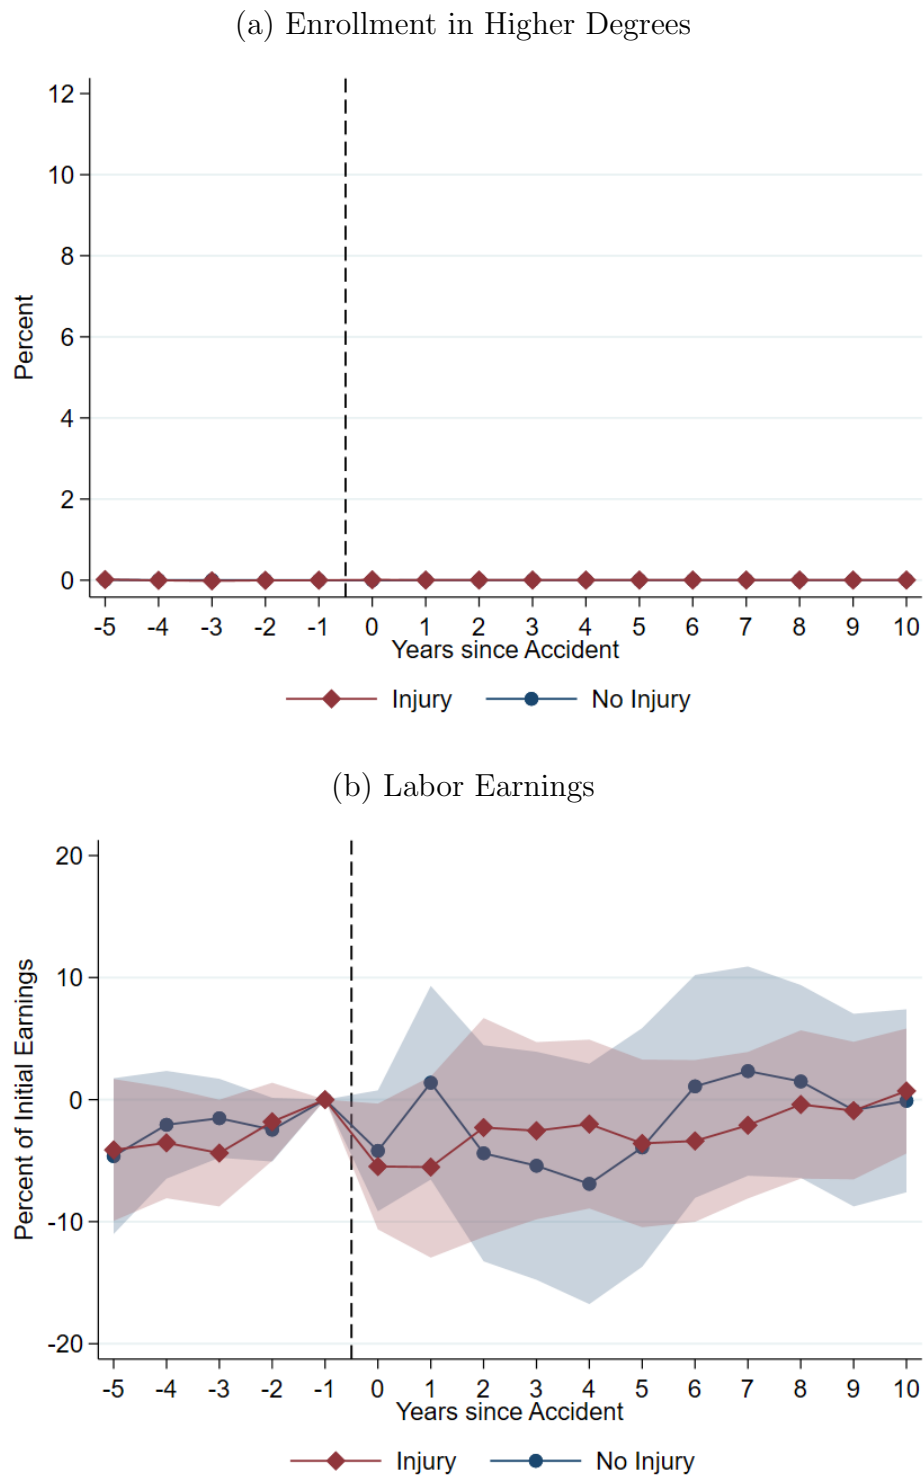 (a) Enrollment in Higher Degrees
12
10
8
6
4
2
0
Percent
-5 -4 -3 -2 -1 0 1 2 3 4 5 6 7 8 9 10
Years since Accident
Injury No Injury
(b) Labor Earnings
20
10
0
-10
-20
Percent of Initial Earnings
-5 -4 -3 -2 -1 0 1 2 3 4 5 6 7 8 9 10
Years since Accident
Injury No Injury